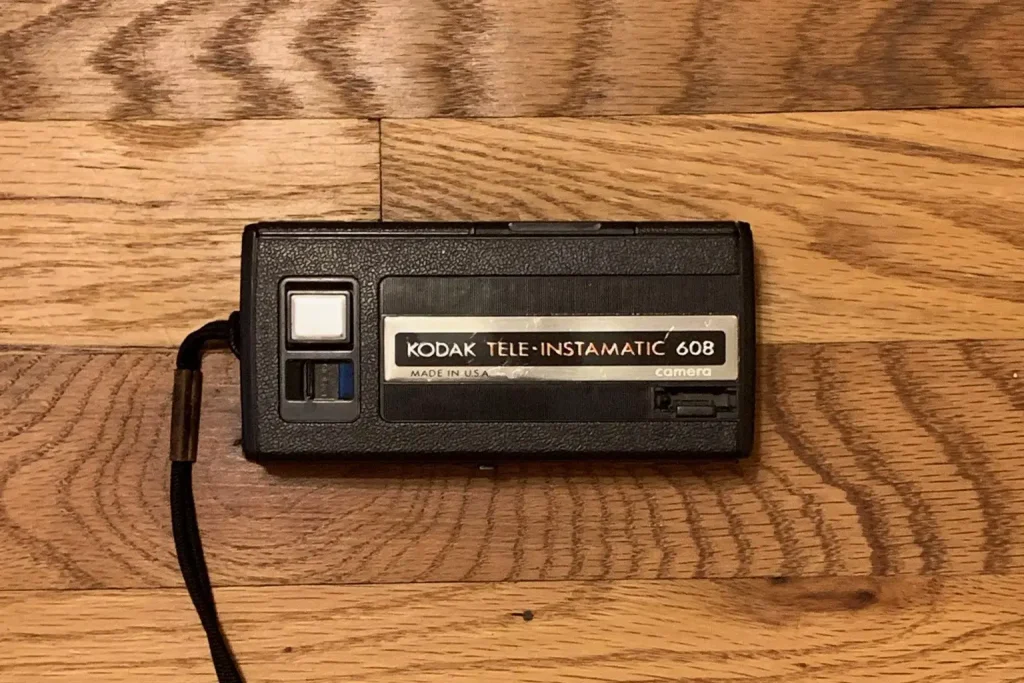 KODAK TELE·INSTAMATIC 608
MADE IN U.S.A.
camera